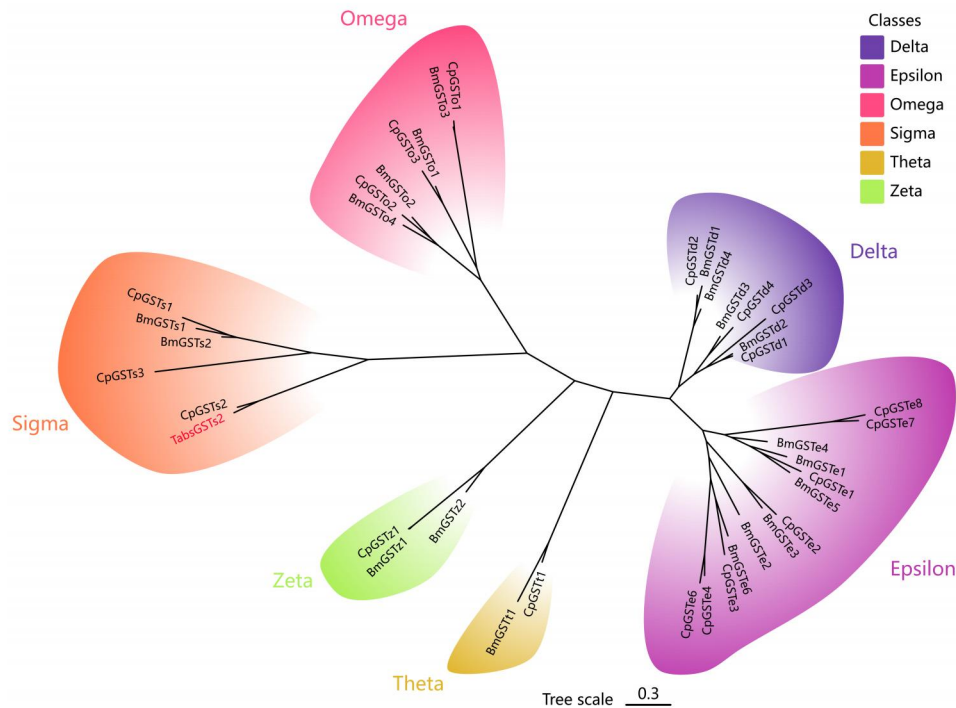 Omega
CpGSTo1
BmGSTo3
BmGSTo1
CpGSTo3
BmGSTo2
CpGSTo2
BmGSTo4
Classes
Delta
Epsilon
Omega
Sigma
Theta
Zeta
Delta
CpGSTd2
BmGSTd1
BmGSTd4
BmGSTd3
CpGSTd4
CpGSTd3
BmGSTd2
CpGSTd1
CpGSTs1
BmGSTs1
BmGSTs2
CpGSTs3
CpGSTs2
TabsGSTs2
Sigma
CpGSTe8
CpGSTe7
BmGSTe4
BmGSTe1
CpGSTe1
BmGSTe5
CpGSTe2
BmGSTe3
BmGSTe2
BmGSTe6
CpGSTe3
CpGSTe4
CpGSTe6
Epsilon
CpGSTz1
BmGSTz1
BmGSTz2
Zeta
BmGSTt1
CpGSTt1
Theta
Tree scale 0.3